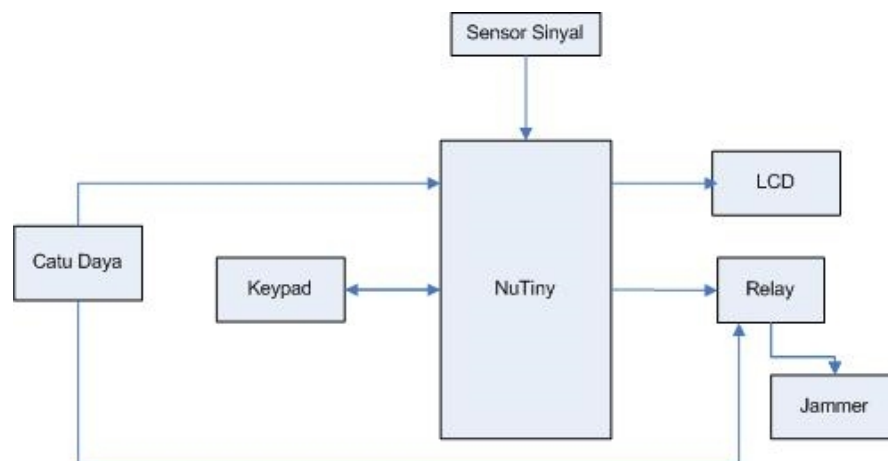 Sensor Sinyal
LCD
Catu Daya
Keypad
NuTiny
Relay
Jammer